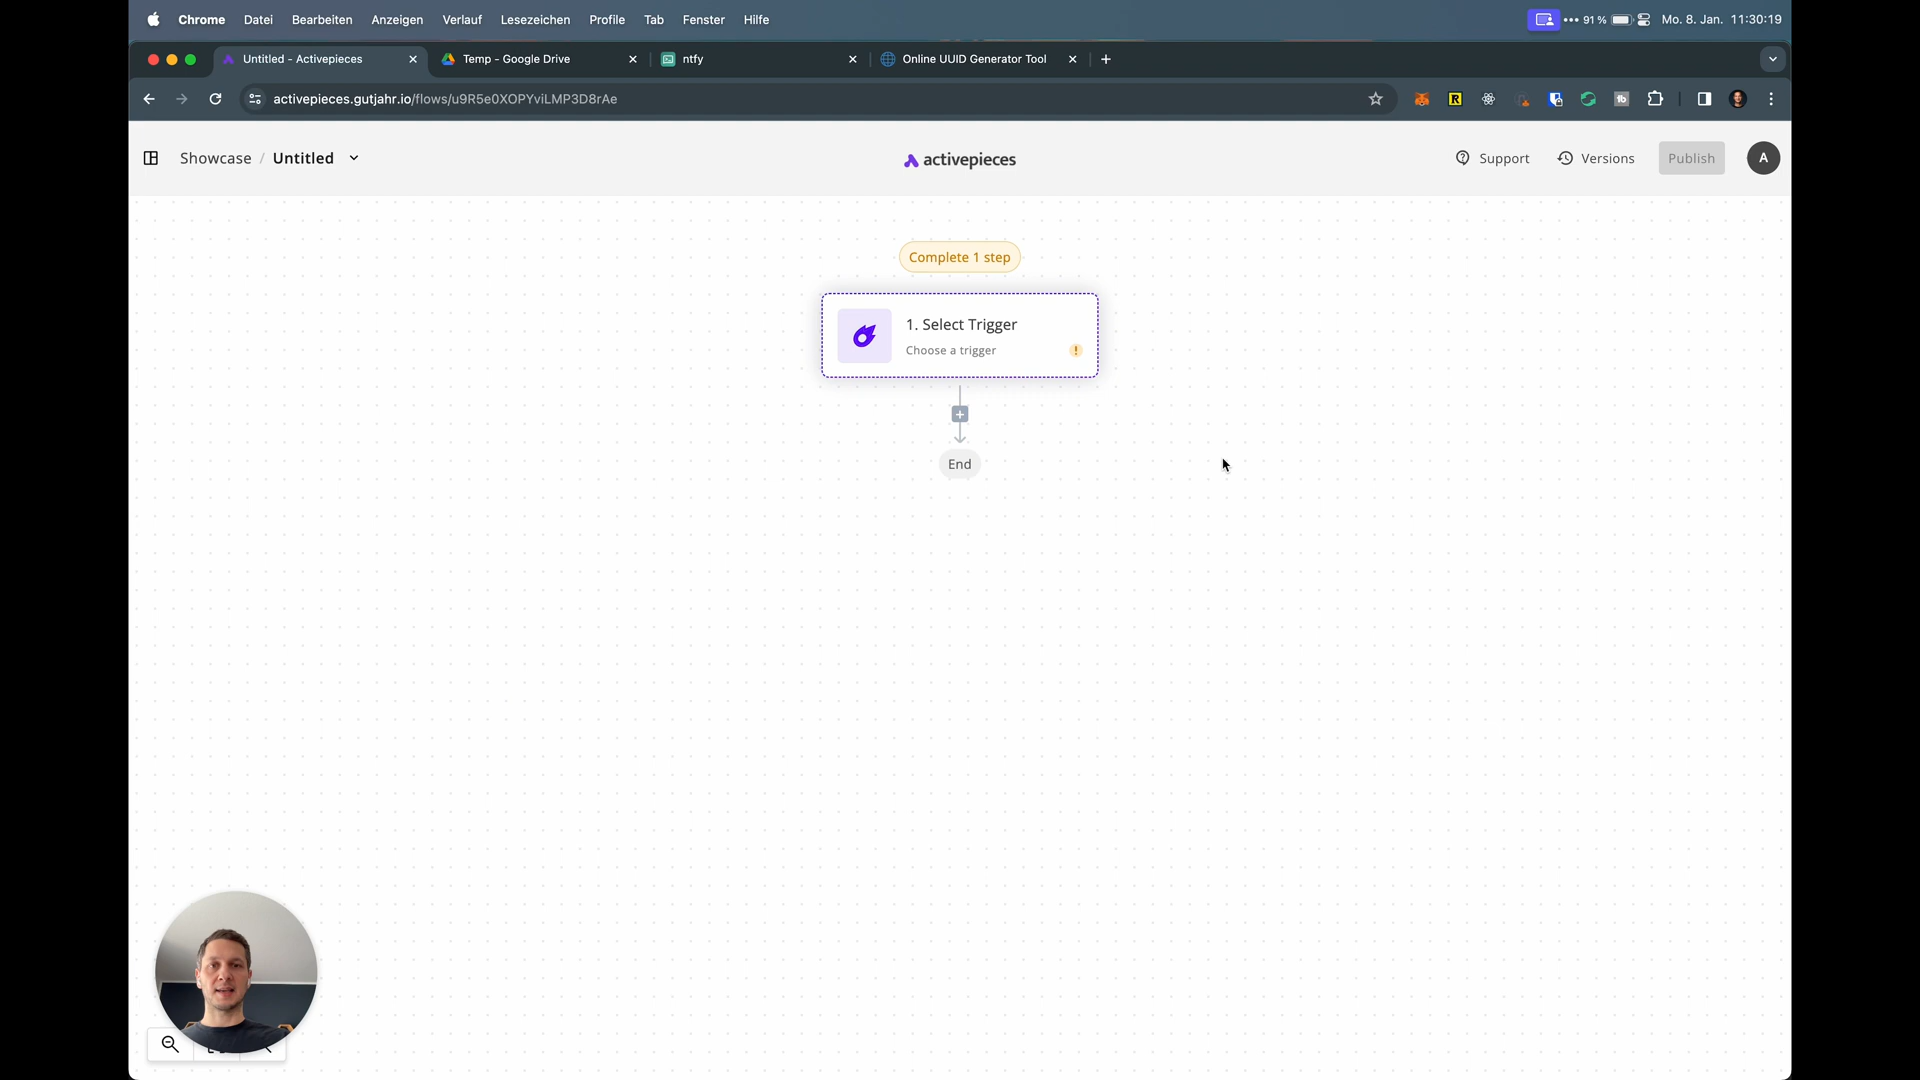 Chrome Datei Bearbeiten Anzeigen Verlauf Lesezeichen Profile Tab Fenster Hilfe 91 % Mo. 8. Jan. 11:30:19
Untitled - Activepieces Temp - Google Drive ntfy Online UUID Generator Tool
activepieces.gutjahr.io/flows/u9R5e0XOPYviLMP3D8rAe
Showcase / Untitled activepieces Support Versions Publish A
Complete 1 step
1. Select Trigger
Choose a trigger
End